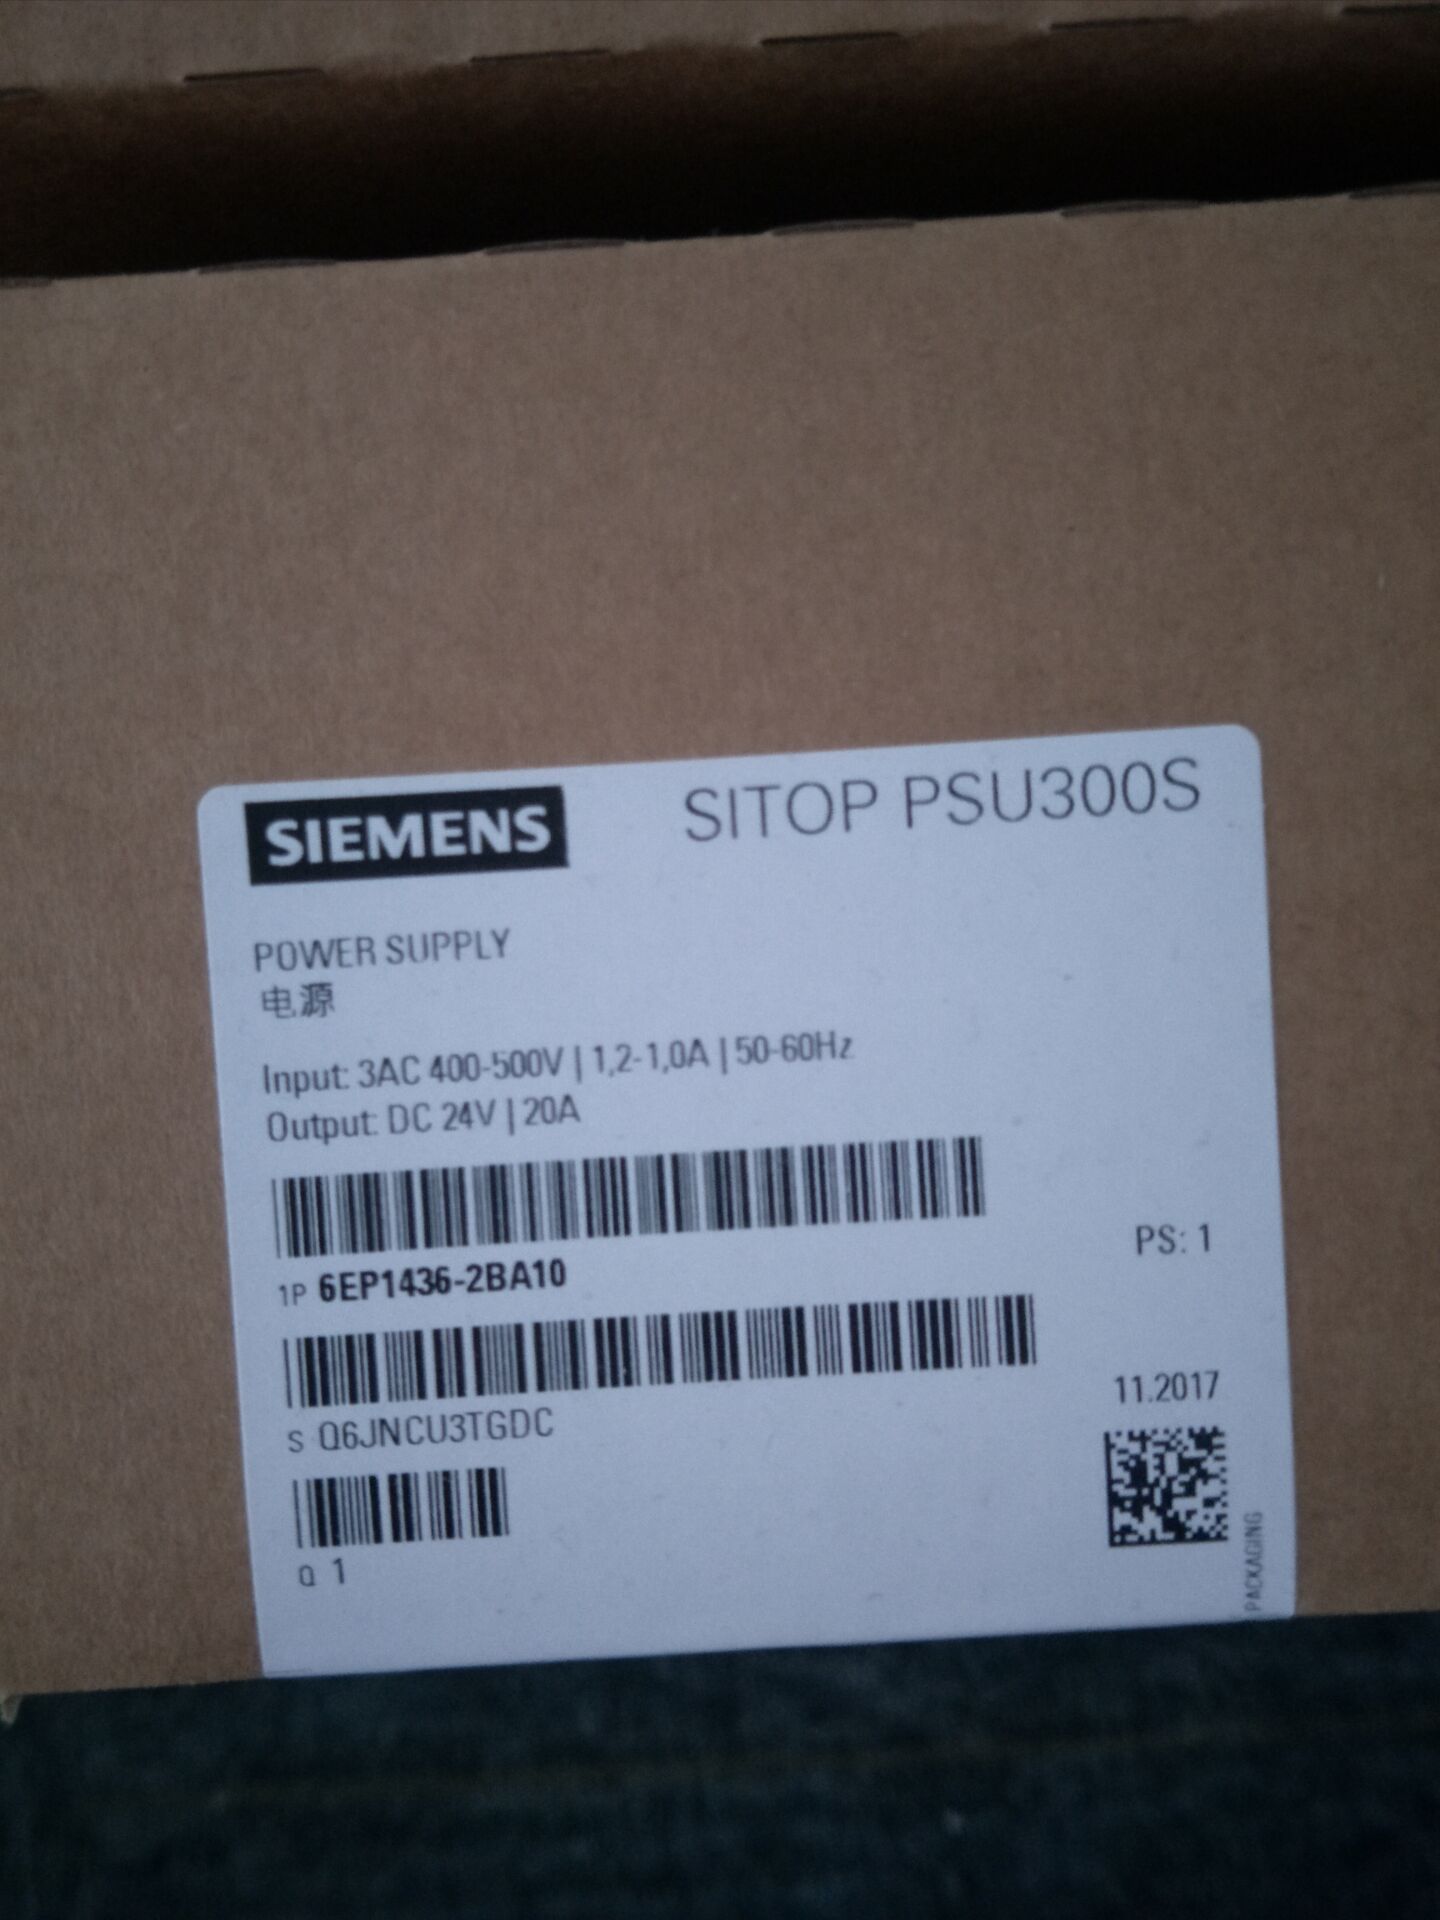 SIEMENS
SITOP PSU300S
POWER SUPPLY
电源
Input: 3AC 400-500V | 1,2-1,0A | 50-60Hz
Output: DC 24V | 20A
PS: 1
1P 6EP1436-2BA10
11.2017
S Q6JNCU3TGDC
Q 1
PACKAGING